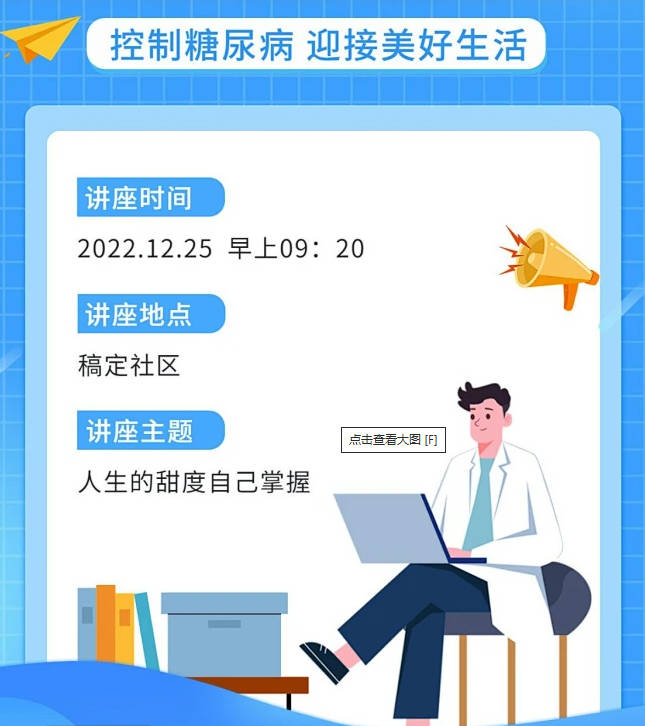 控制糖尿病 迎接美好生活
讲座时间
2022.12.25 早上09：20
讲座地点
稿定社区
讲座主题
点击查看大图 [F]
人生的甜度自己掌握